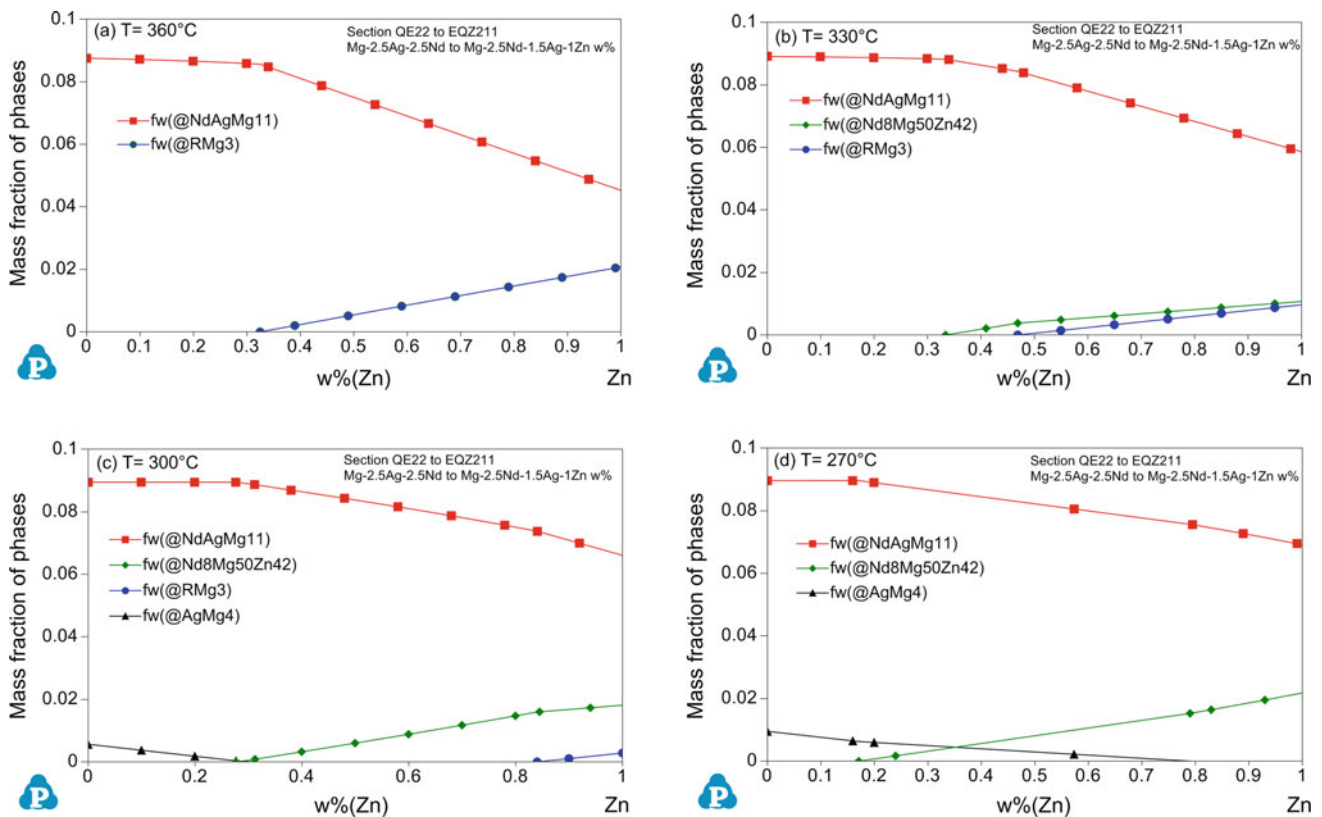 (a) T= 360°C
Section QE22 to EQZ211
Mg-2.5Ag-2.5Nd to Mg-2.5Nd-1.5Ag-1Zn w%
fw(@NdAgMg11)
fw(@RMg3)
Mass fraction of phases
0.1
0.08
0.06
0.04
0.02
0
0 0.1 0.2 0.3 0.4 0.5 0.6 0.7 0.8 0.9 1
w%(Zn) Zn
P
(b) T= 330°C
Section QE22 to EQZ211
Mg-2.5Ag-2.5Nd to Mg-2.5Nd-1.5Ag-1Zn w%
fw(@NdAgMg11)
fw(@Nd8Mg50Zn42)
fw(@RMg3)
Mass fraction of phases
0.1
0.08
0.06
0.04
0.02
0
0 0.1 0.2 0.3 0.4 0.5 0.6 0.7 0.8 0.9 1
w%(Zn) Zn
P
(c) T= 300°C
Section QE22 to EQZ211
Mg-2.5Ag-2.5Nd to Mg-2.5Nd-1.5Ag-1Zn w%
fw(@NdAgMg11)
fw(@Nd8Mg50Zn42)
fw(@RMg3)
fw(@AgMg4)
Mass fraction of phases
0.1
0.08
0.06
0.04
0.02
0
0 0.2 0.4 0.6 0.8 1
w%(Zn) Zn
P
(d) T= 270°C
Section QE22 to EQZ211
Mg-2.5Ag-2.5Nd to Mg-2.5Nd-1.5Ag-1Zn w%
fw(@NdAgMg11)
fw(@Nd8Mg50Zn42)
fw(@AgMg4)
Mass fraction of phases
0.1
0.08
0.06
0.04
0.02
0
0 0.1 0.2 0.3 0.4 0.5 0.6 0.7 0.8 0.9 1
w%(Zn) Zn
P